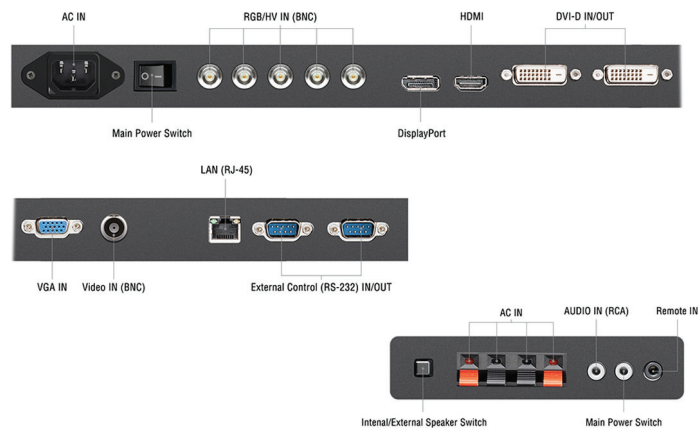 AC IN
RGB/HV IN (BNC)
HDMI
DVI-D IN/OUT
Main Power Switch
DisplayPort
LAN (RJ-45)
VGA IN
Video IN (BNC)
External Control (RS-232) IN/OUT
AC IN
AUDIO IN (RCA)
Remote IN
Intenal/External Speaker Switch
Main Power Switch